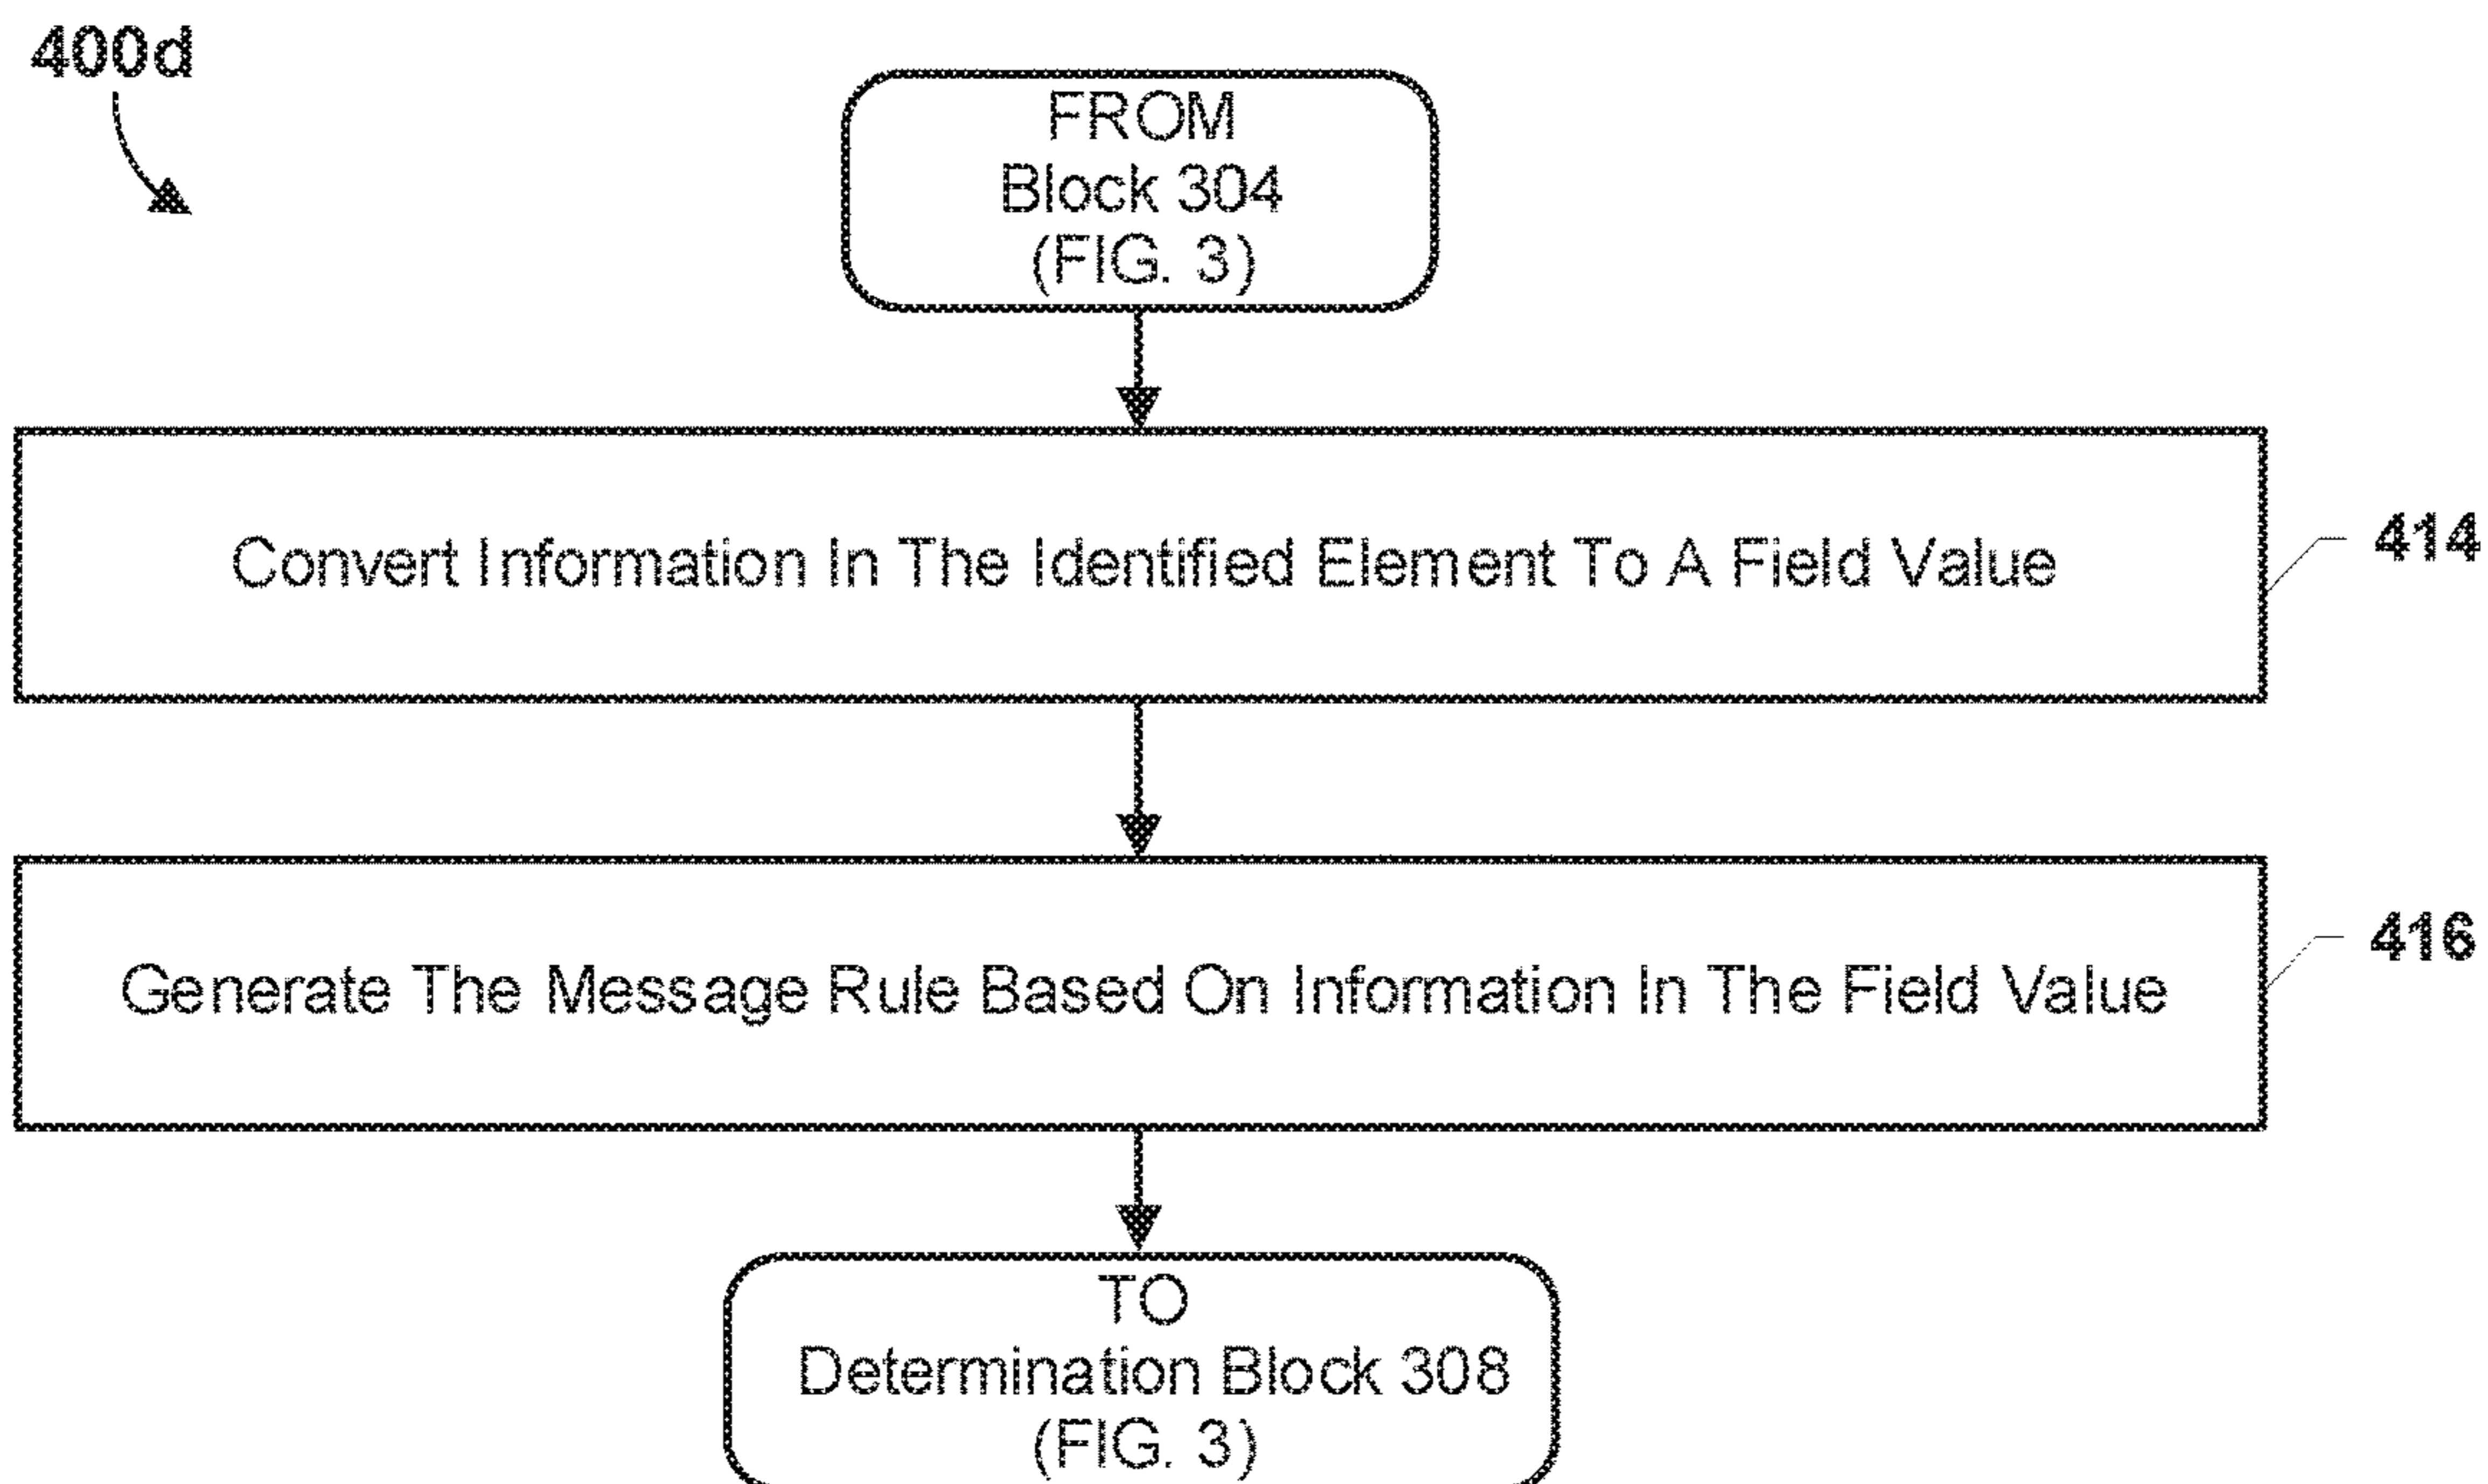 400d
FROM
Block 304
(FIG. 3)
Convert Information In The Identified Element To A Field Value
414
Generate The Message Rule Based On Information In The Field Value
416
TO
Determination Block 308
(FIG. 3)